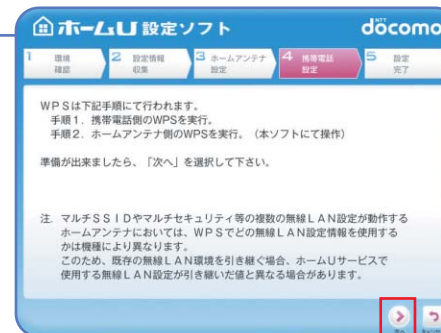 ホームU 設定ソフト
NTT
döcomo
1 環境確認
2 設定情報収集
3 ホームアンテナ設定
4 携帯電話設定
5 設定完了
WPSは下記手順にて行われます。
手順1. 携帯電話側のWPSを実行。
手順2. ホームアンテナ側のWPSを実行。（本ソフトにて操作）
準備が出来ましたら、「次へ」を選択して下さい。
注. マルチSSIDやマルチセキュリティ等の複数の無線LAN設定が動作する
ホームアンテナにおいては、WPSでどの無線LAN設定情報を使用する
かは機種により異なります。
このため、既存の無線LAN環境を引き継ぐ場合、ホームUサービスで
使用する無線LAN設定が引き継いだ値と異なる場合があります。